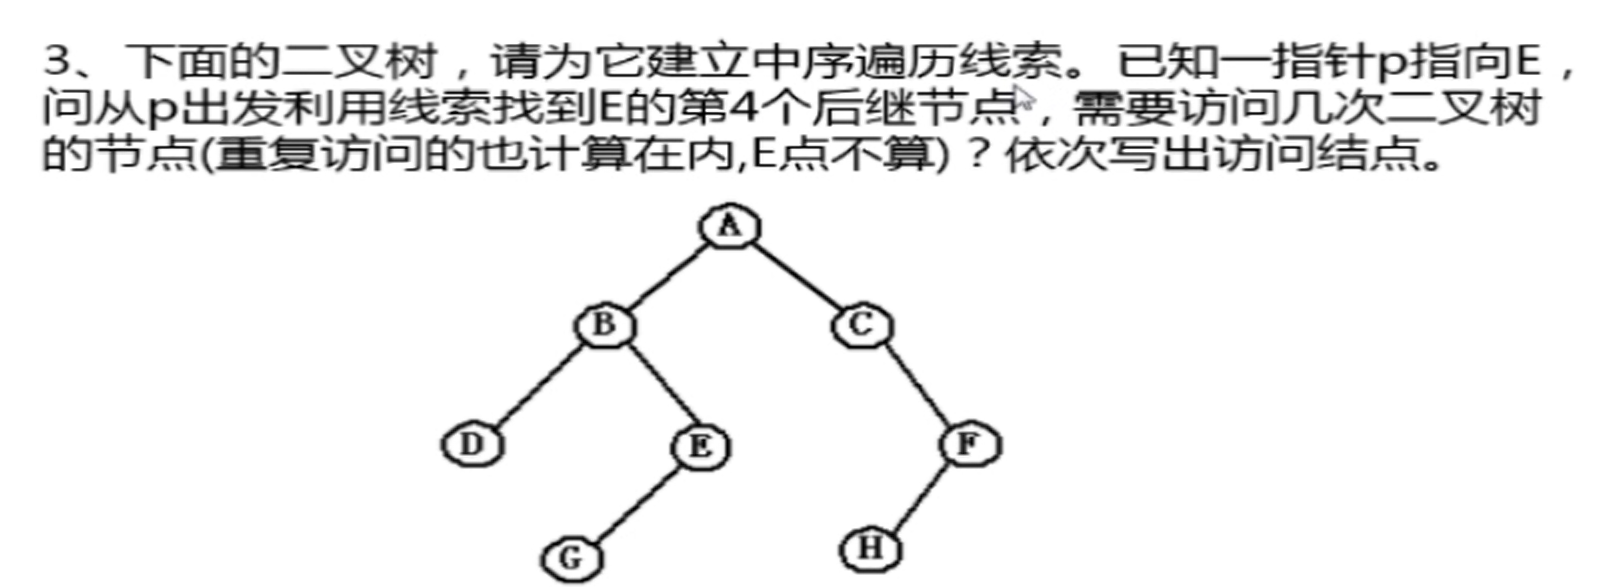 3、下面的二叉树，请为它建立中序遍历线索。已知一指针p指向E，
问从p出发利用线索找到E的第4个后继节点，需要访问几次二叉树
的节点(重复访问的也计算在内,E点不算)？依次写出访问结点。
A
B
C
D
E
F
G
H